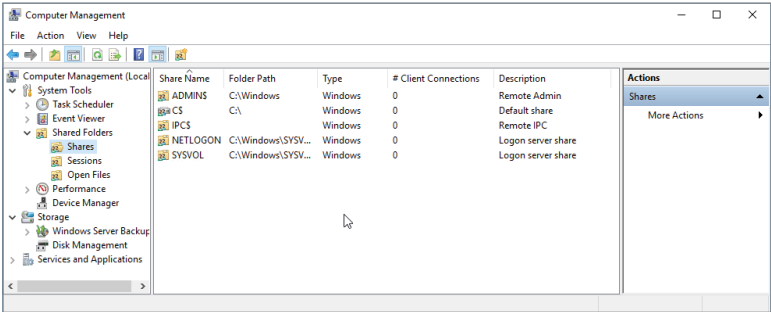 Computer Management
File Action View Help
Computer Management (Local
System Tools
Task Scheduler
Event Viewer
Shared Folders
Shares
Sessions
Open Files
Performance
Device Manager
Storage
Windows Server Backup
Disk Management
Services and Applications
Share Name Folder Path Type # Client Connections Description
ADMIN$ C:\Windows Windows 0 Remote Admin
C$ C:\ Windows 0 Default share
IPC$ Windows 0 Remote IPC
NETLOGON C:\Windows\SYSV... Windows 0 Logon server share
SYSVOL C:\Windows\SYSV... Windows 0 Logon server share
Actions
Shares
More Actions